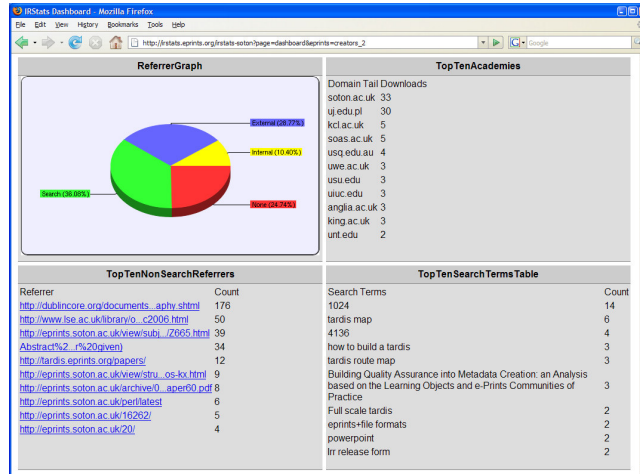 IRStats Dashboard - Mozilla Firefox
File Edit View History Bookmarks Tools Help
http://irstats.eprints.org/irstats-soton?page=dashboard&eprints=creators_2
Google
ReferrerGraph
External (28.77%)
Internal (10.40%)
Search (36.08%)
None (24.74%)
TopTenAcademies
Domain Tail Downloads
soton.ac.uk 33
uj.edu.pl 30
kcl.ac.uk 5
soas.ac.uk 5
usq.edu.au 4
uwe.ac.uk 3
usu.edu 3
uiuc.edu 3
anglia.ac.uk 3
king.ac.uk 3
unt.edu 2
TopTenNonSearchReferrers
Referrer Count
http://dublincore.org/documents...aphy.shtml 176
http://www.lse.ac.uk/library/o...c2006.html 50
http://eprints.soton.ac.uk/view/subj.../Z665.html 39
Abstract%2...r%20given) 34
http://tardis.eprints.org/papers/ 12
http://eprints.soton.ac.uk/view/stru...os-kx.html 9
http://eprints.soton.ac.uk/archive/0...aper60.pdf 8
http://eprints.soton.ac.uk/perl/latest 6
http://eprints.soton.ac.uk/16262/ 5
http://eprints.soton.ac.uk/20/ 4
TopTenSearchTermsTable
Search Terms Count
1024 14
tardis map 6
4136 4
how to build a tardis 3
tardis route map 3
Building Quality Assurance into Metadata Creation: an Analysis
based on the Learning Objects and e-Prints Communities of 3
Practice
Full scale tardis 2
eprints+file formats 2
powerpoint 2
lrr release form 2